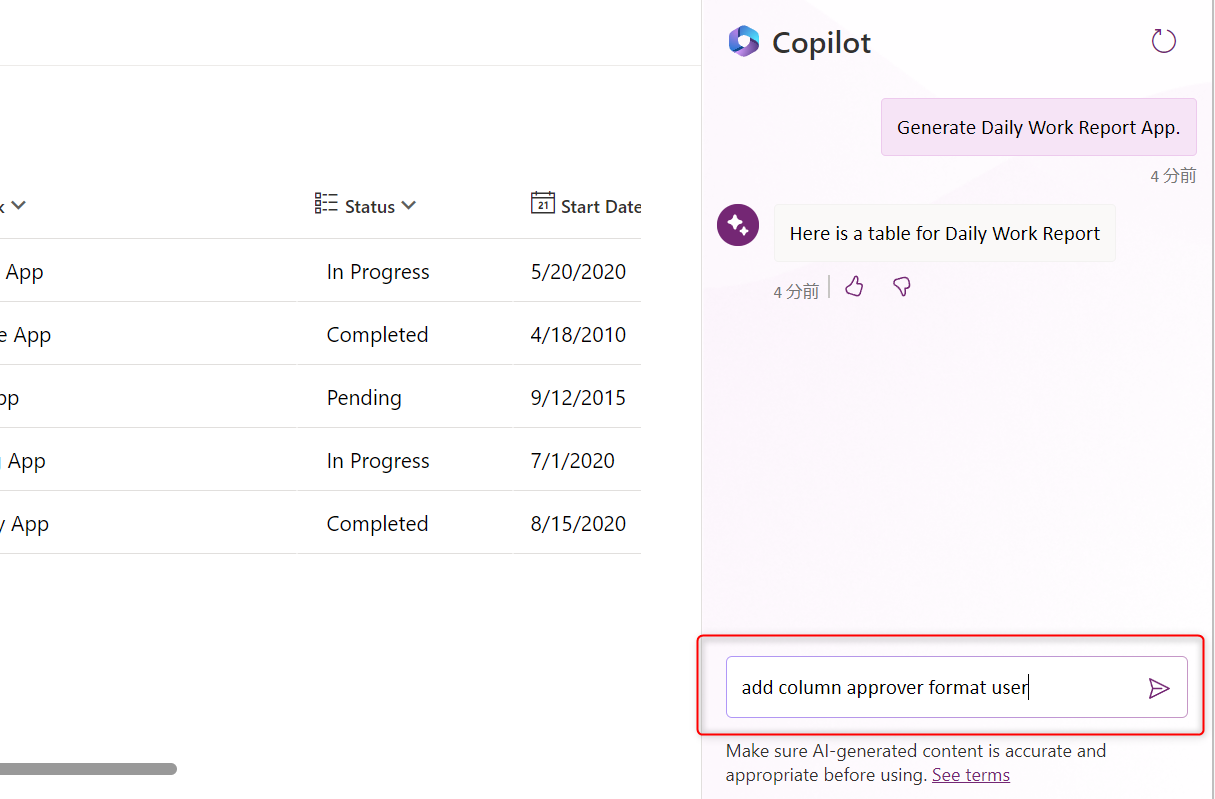 Copilot
Generate Daily Work Report App.
4 分前
Status
Start Date
Here is a table for Daily Work Report
App In Progress 5/20/2020
4 分前
App Completed 4/18/2010
Pending 9/12/2015
App In Progress 7/1/2020
App Completed 8/15/2020
add column approver format user
Make sure AI-generated content is accurate and
appropriate before using. See terms